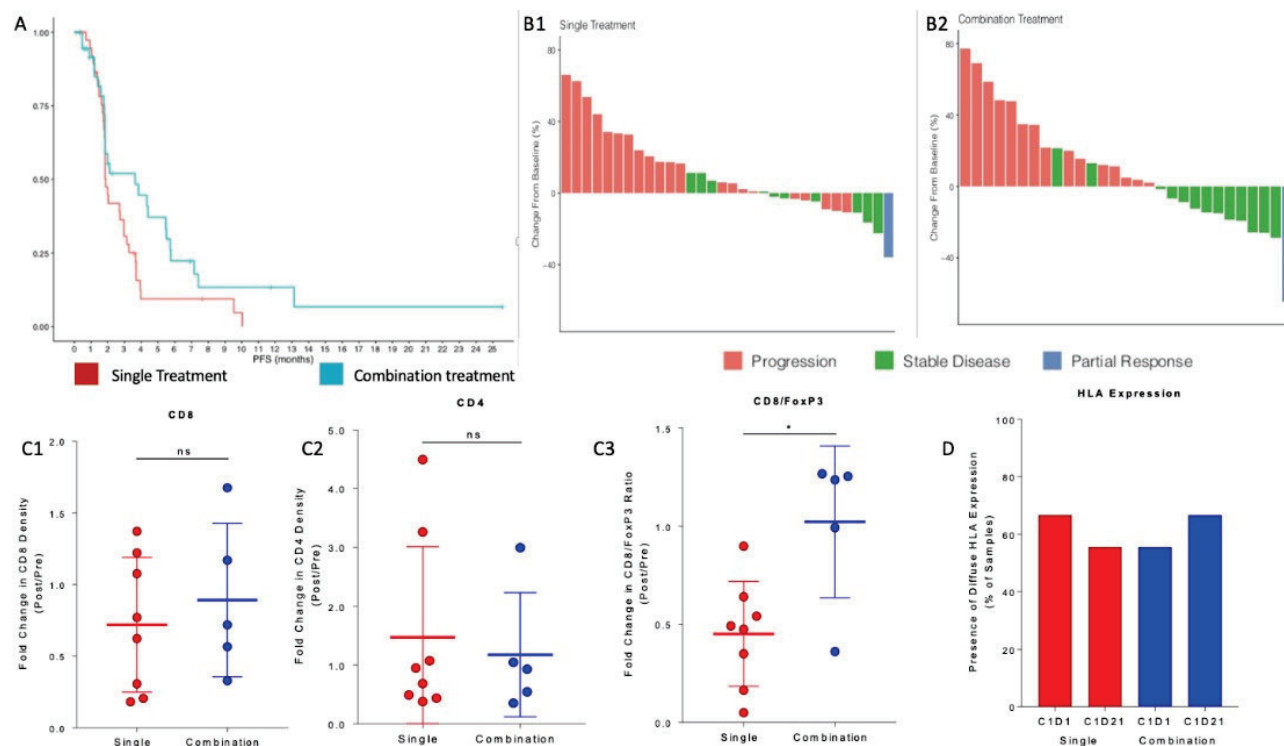 A
1.00
0.75
0.50
0.25
0.00
0 1 2 3 4 5 6 7 8 9 10 11 12 13 14 15 16 17 18 19 20 21 22 23 24 25 26
PFS (months)
Single Treatment
Combination treatment
B1
Single Treatment
Change From Baseline (%)
80
40
0
−40
B2
Combination Treatment
Change From Baseline (%)
80
40
0
−40
Progression
Stable Disease
Partial Response
C1
CD8
ns
Fold Change in CD8 Density
(Post/Pre)
2.0
1.5
1.0
0.5
0.0
Single Combination
C2
CD4
ns
Fold Change in CD4 Density
(Post/Pre)
5.0
4.0
3.0
2.0
1.0
0.0
Single Combination
C3
CD8/FoxP3
*
Fold Change in CD8/FoxP3 Ratio
(Post/Pre)
1.5
1.0
0.5
0.0
Single Combination
D
HLA Expression
Presence of Diffuse HLA Expression
(% of Samples)
100
80
60
40
20
0
C1D1 C1D21 C1D1 C1D21
Single Combination